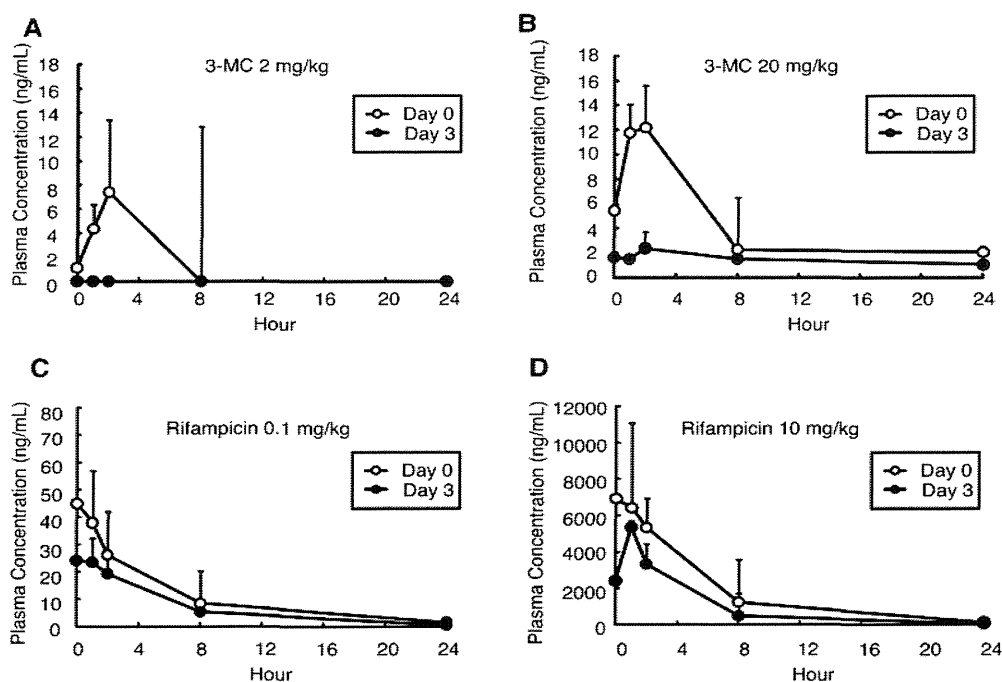 A
3-MC 2 mg/kg
Plasma Concentration (ng/mL)
18
16
14
12
10
8
6
4
2
0
Day 0
Day 3
0 4 8 12 16 20 24
Hour
B
3-MC 20 mg/kg
Plasma Concentration (ng/mL)
18
16
14
12
10
8
6
4
2
0
Day 0
Day 3
0 4 8 12 16 20 24
Hour
C
Rifampicin 0.1 mg/kg
Plasma Concentration (ng/mL)
80
70
60
50
40
30
20
10
0
Day 0
Day 3
0 4 8 12 16 20 24
Hour
D
Rifampicin 10 mg/kg
Plasma Concentration (ng/mL)
12000
10000
8000
6000
4000
2000
0
Day 0
Day 3
0 4 8 12 16 20 24
Hour